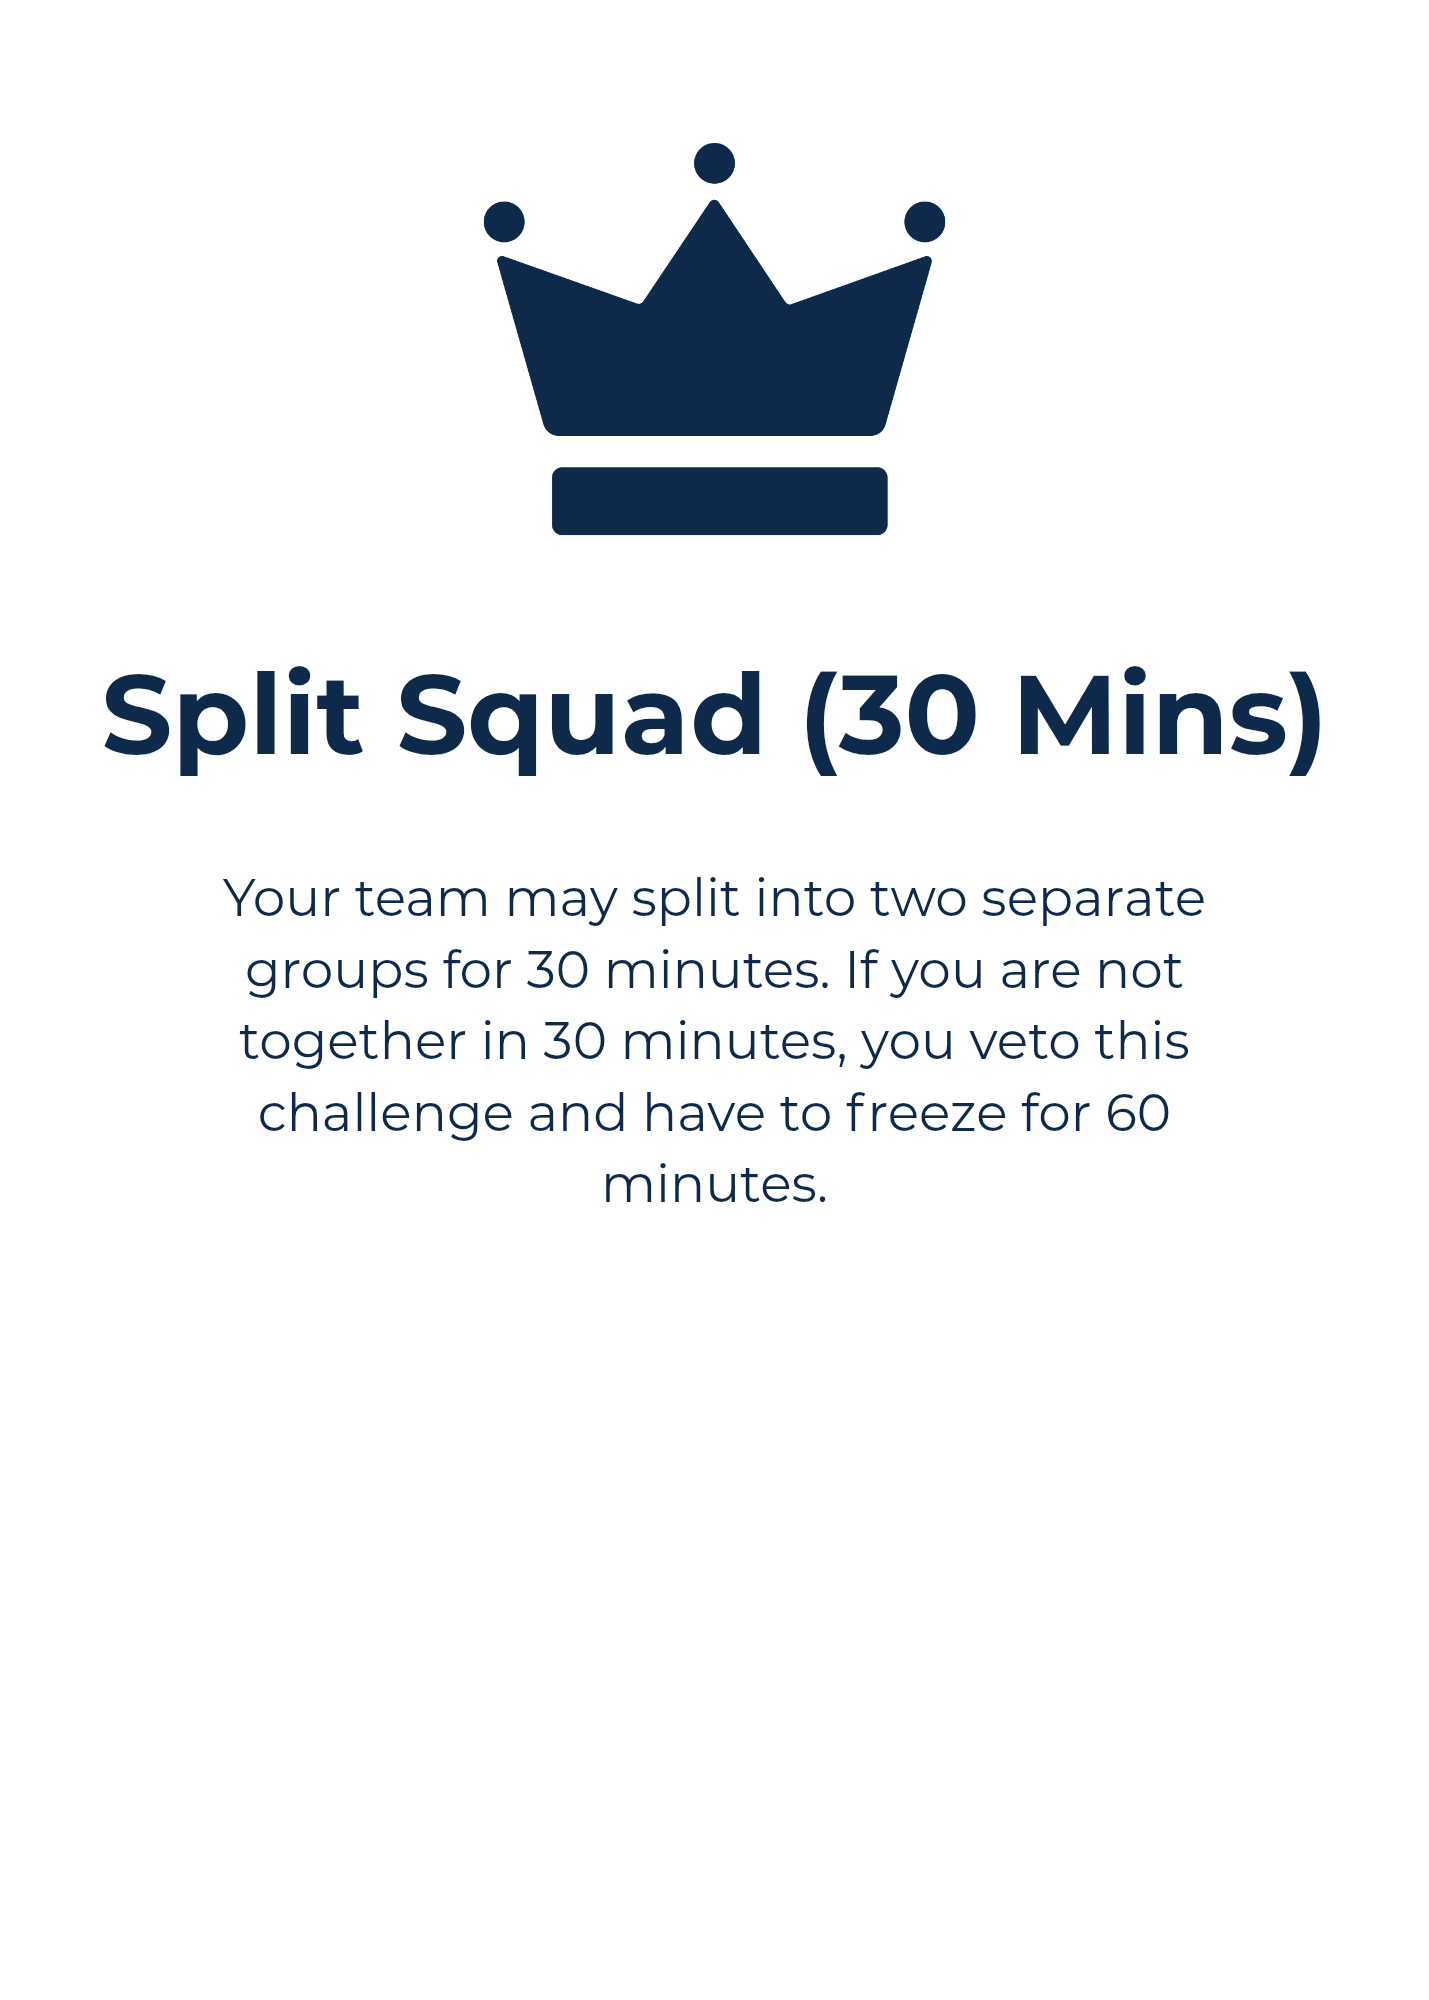 Split Squad (30 Mins)
Your team may split into two separate
groups for 30 minutes. If you are not
together in 30 minutes, you veto this
challenge and have to freeze for 60
minutes.